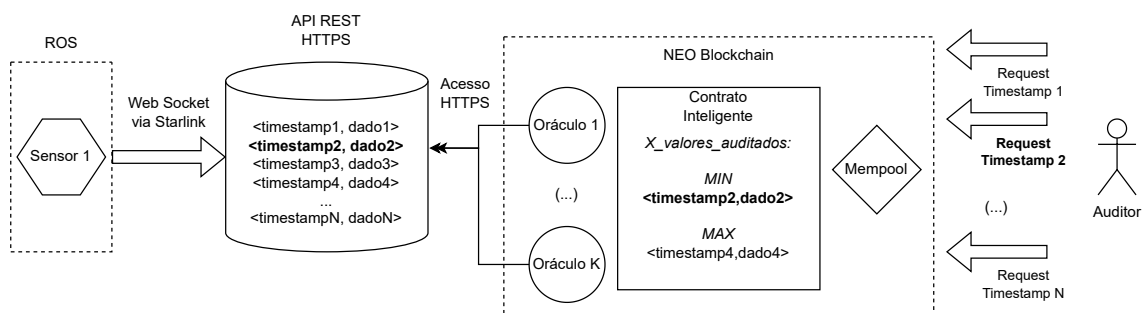 ROS
Sensor 1
Web Socket
via Starlink
API REST
HTTPS
<timestamp1, dado1>
<timestamp2, dado2>
<timestamp3, dado3>
<timestamp4, dado4>
...
<timestampN, dadoN>
Acesso
HTTPS
NEO Blockchain
Oráculo 1
(...)
Oráculo K
Contrato
Inteligente
X_valores_auditados:
MIN
<timestamp2,dado2>
MAX
<timestamp4,dado4>
Mempool
Request
Timestamp 1
Request
Timestamp 2
(...)
Request
Timestamp N
Auditor